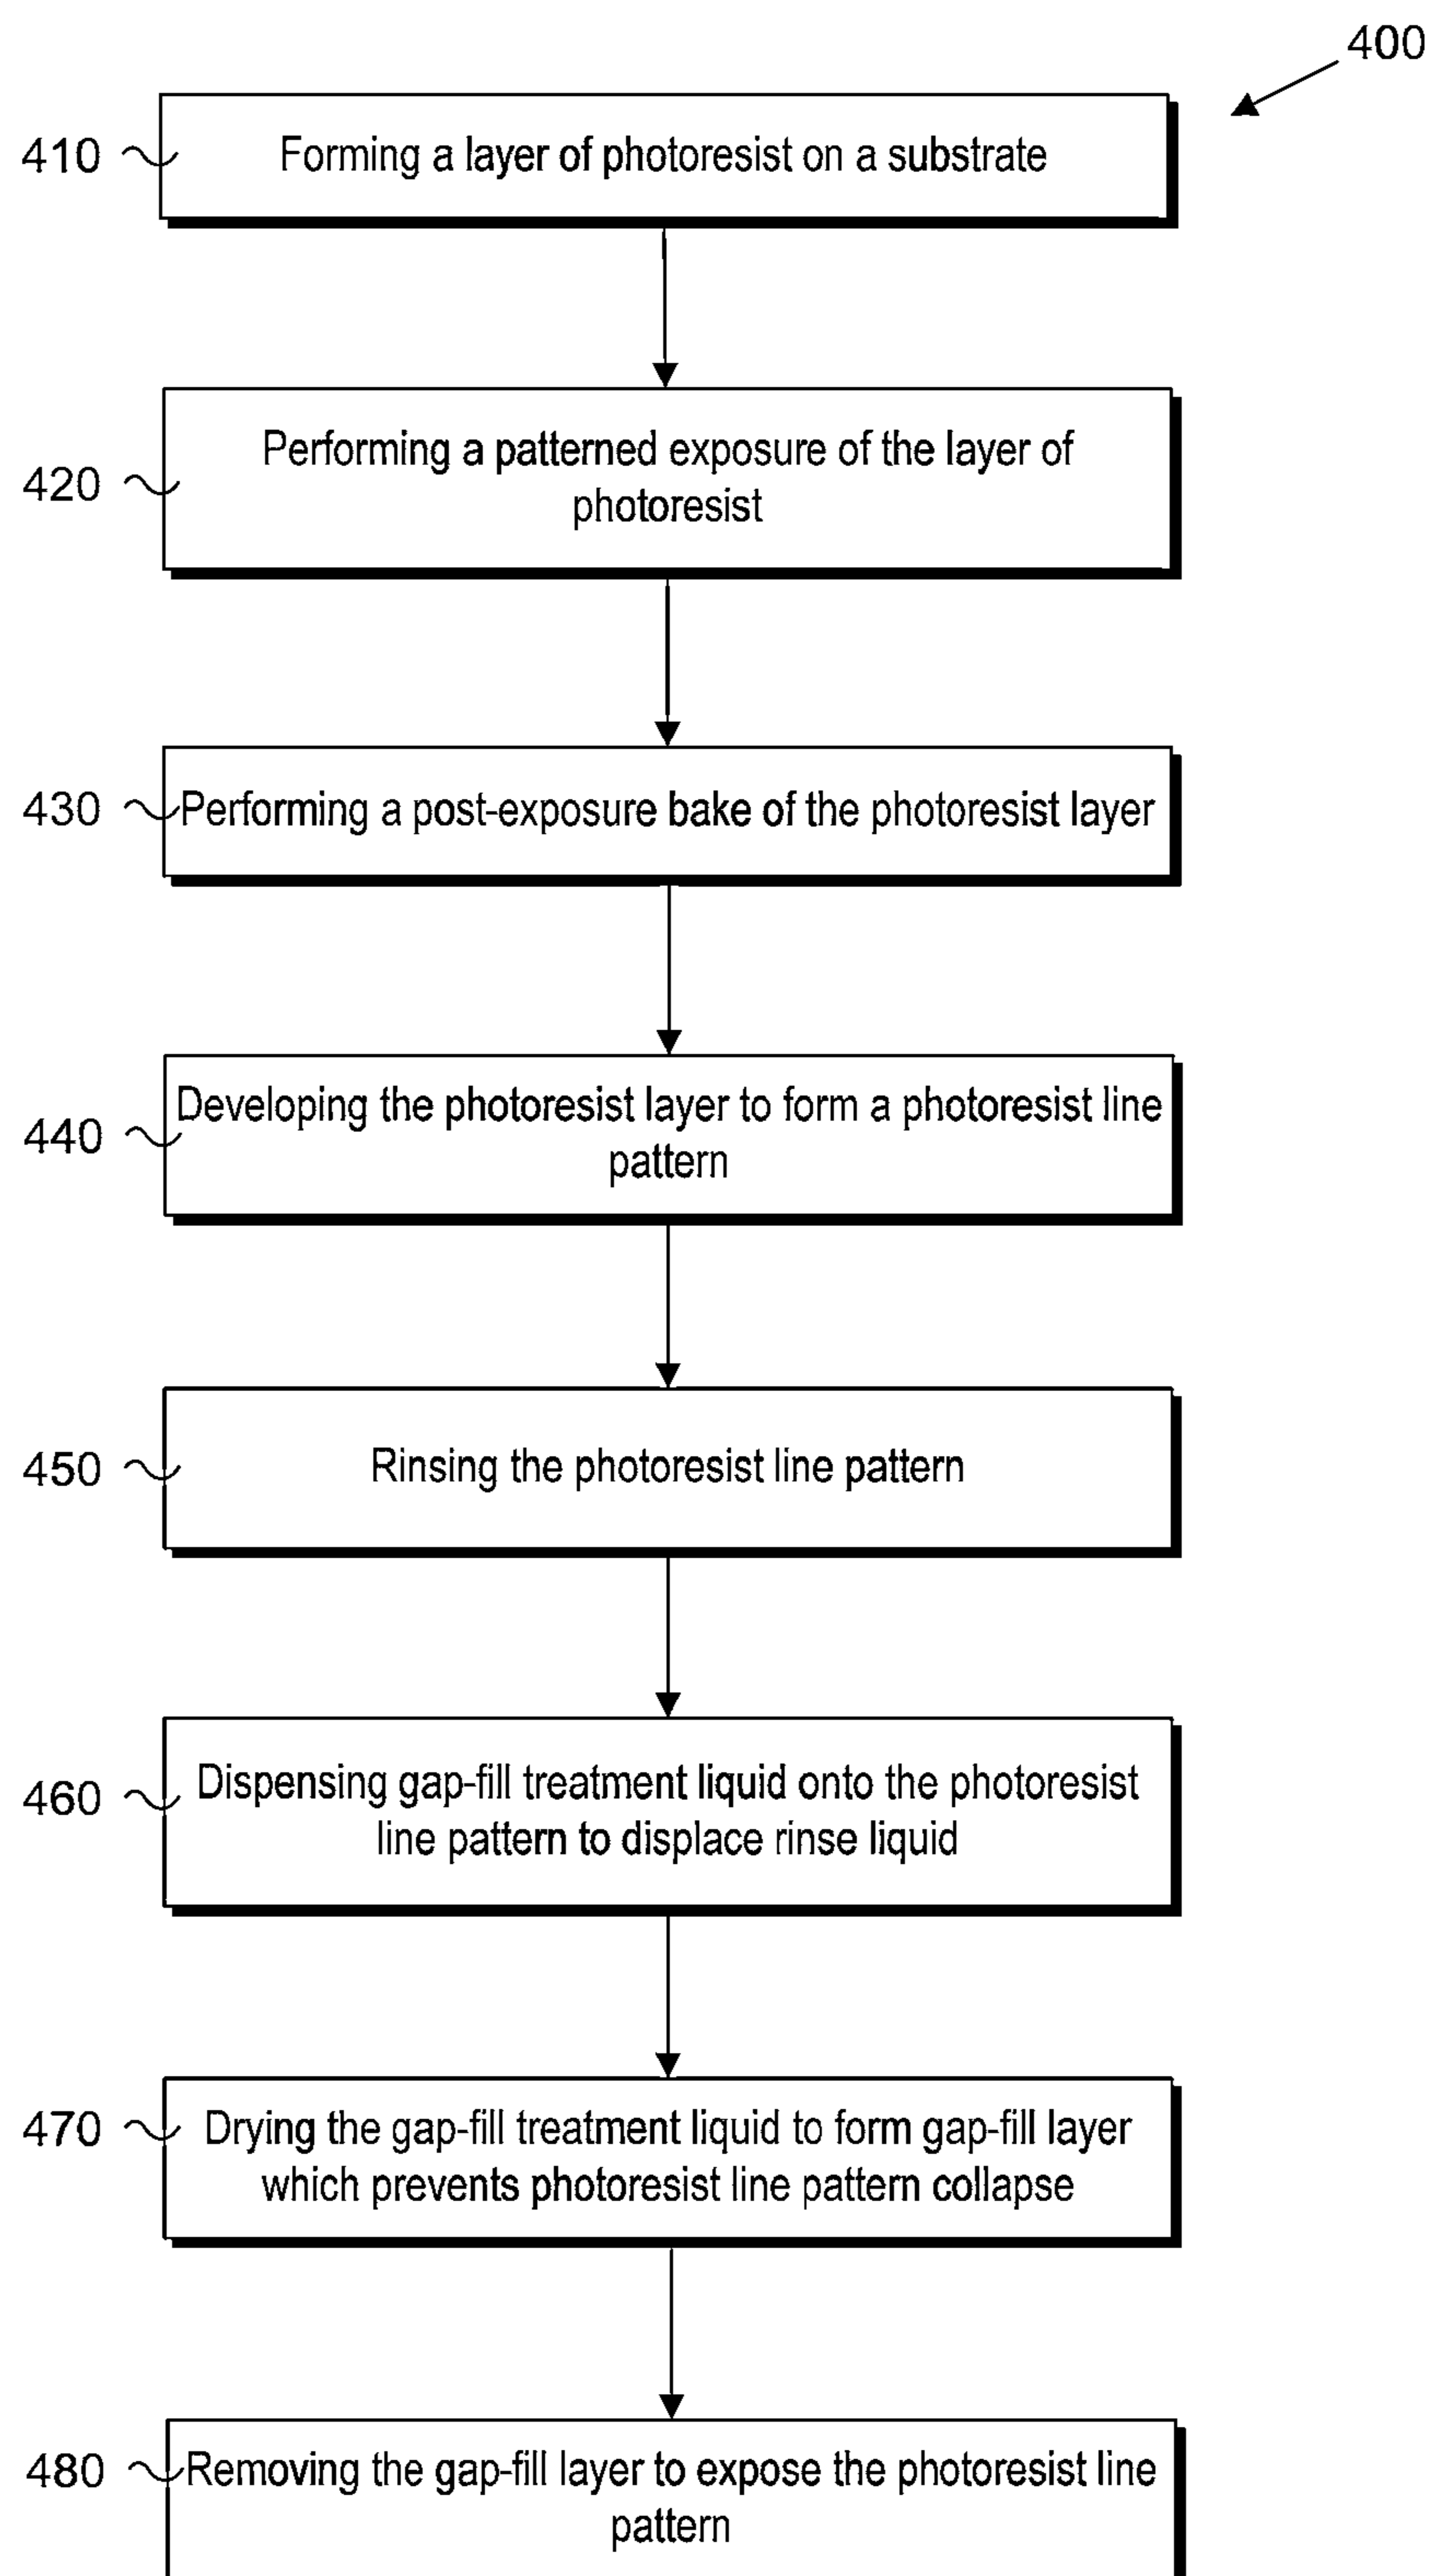 400
410
Forming a layer of photoresist on a substrate
420
Performing a patterned exposure of the layer of
photoresist
430
Performing a post-exposure bake of the photoresist layer
440
Developing the photoresist layer to form a photoresist line
pattern
450
Rinsing the photoresist line pattern
460
Dispensing gap-fill treatment liquid onto the photoresist
line pattern to displace rinse liquid
470
Drying the gap-fill treatment liquid to form gap-fill layer
which prevents photoresist line pattern collapse
480
Removing the gap-fill layer to expose the photoresist line
pattern